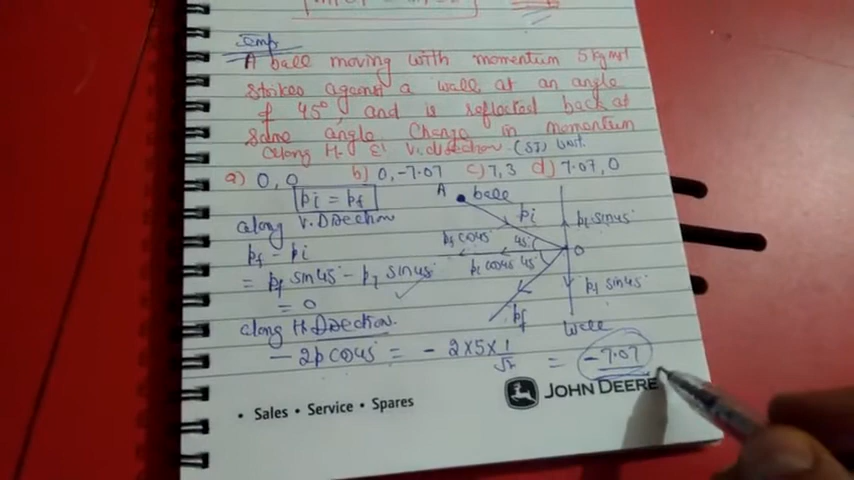 Imp
A ball moving with momentum 5 kg ms-1
strikes against a wall at an angle
of 45° and is reflected back at
same angle Change in momentum
along H. & V. direction. (SI) Unit.
a) 0, 0 b) 0, -7.07 c) 7, 3 d) 7.07, 0
pi = pf
A ball
pi
along V. Direction
pf - pi
= pf sin45° - pi sin45°
= 0
pf cos45° 45°
pi cos45° 45° O
pf sin45°
pf
Wall
along H. Direction.
- 2p cos45° = - 2×5×1/√2 = -7.07
JOHN DEERE
• Sales • Service • Spares